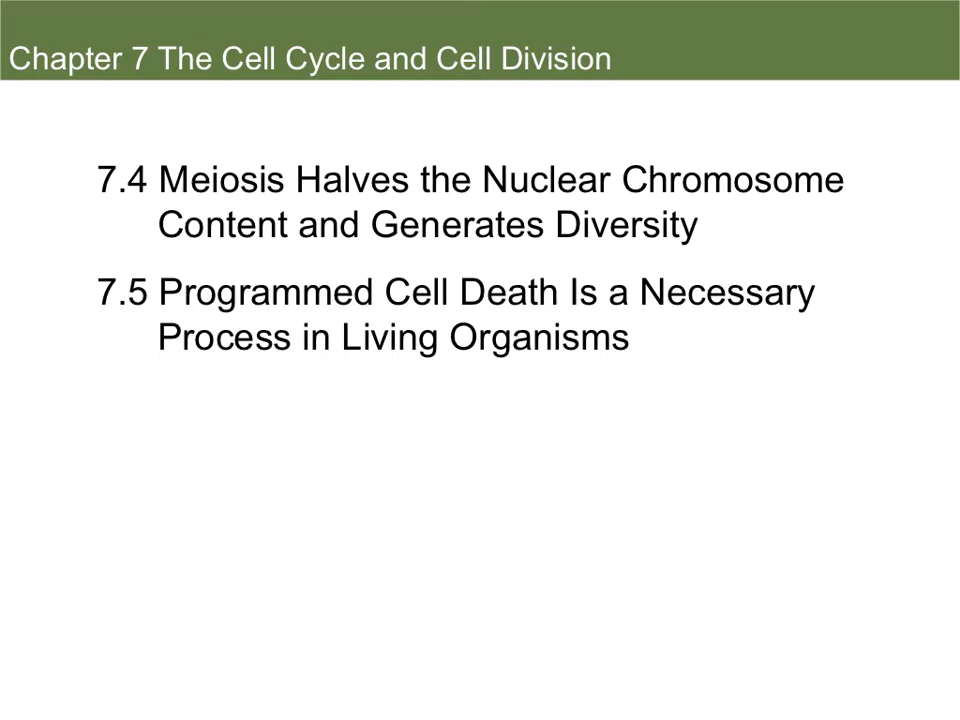 Chapter 7 The Cell Cycle and Cell Division
7.4 Meiosis Halves the Nuclear Chromosome
Content and Generates Diversity
7.5 Programmed Cell Death Is a Necessary
Process in Living Organisms